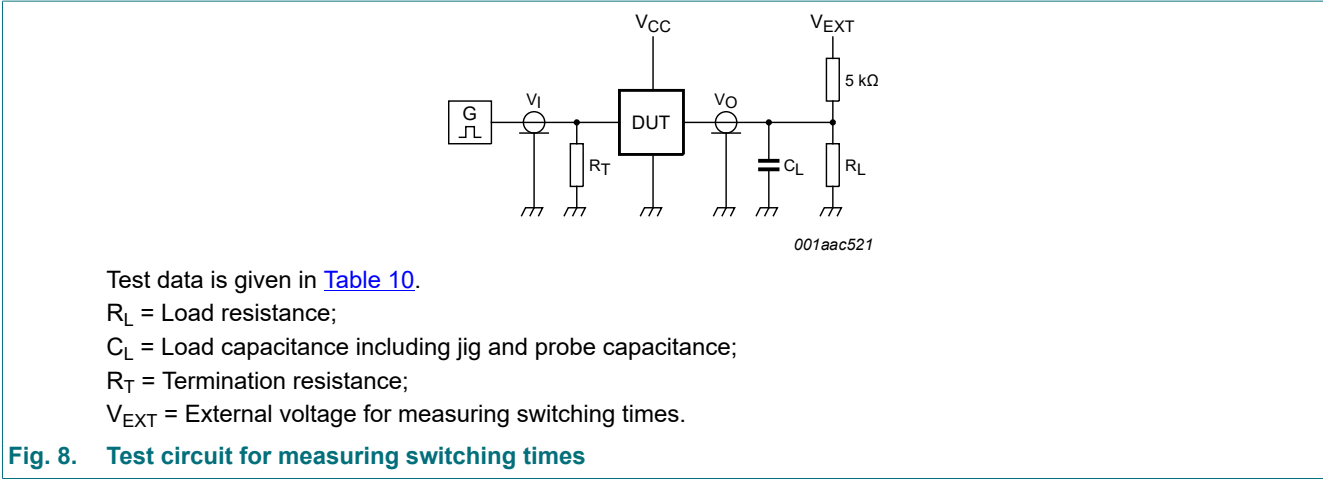 VCC
VEXT
5 kΩ
G
VI
DUT
VO
RT
CL
RL
001aac521
Test data is given in Table 10.
RL = Load resistance;
CL = Load capacitance including jig and probe capacitance;
RT = Termination resistance;
VEXT = External voltage for measuring switching times.
Fig. 8. Test circuit for measuring switching times